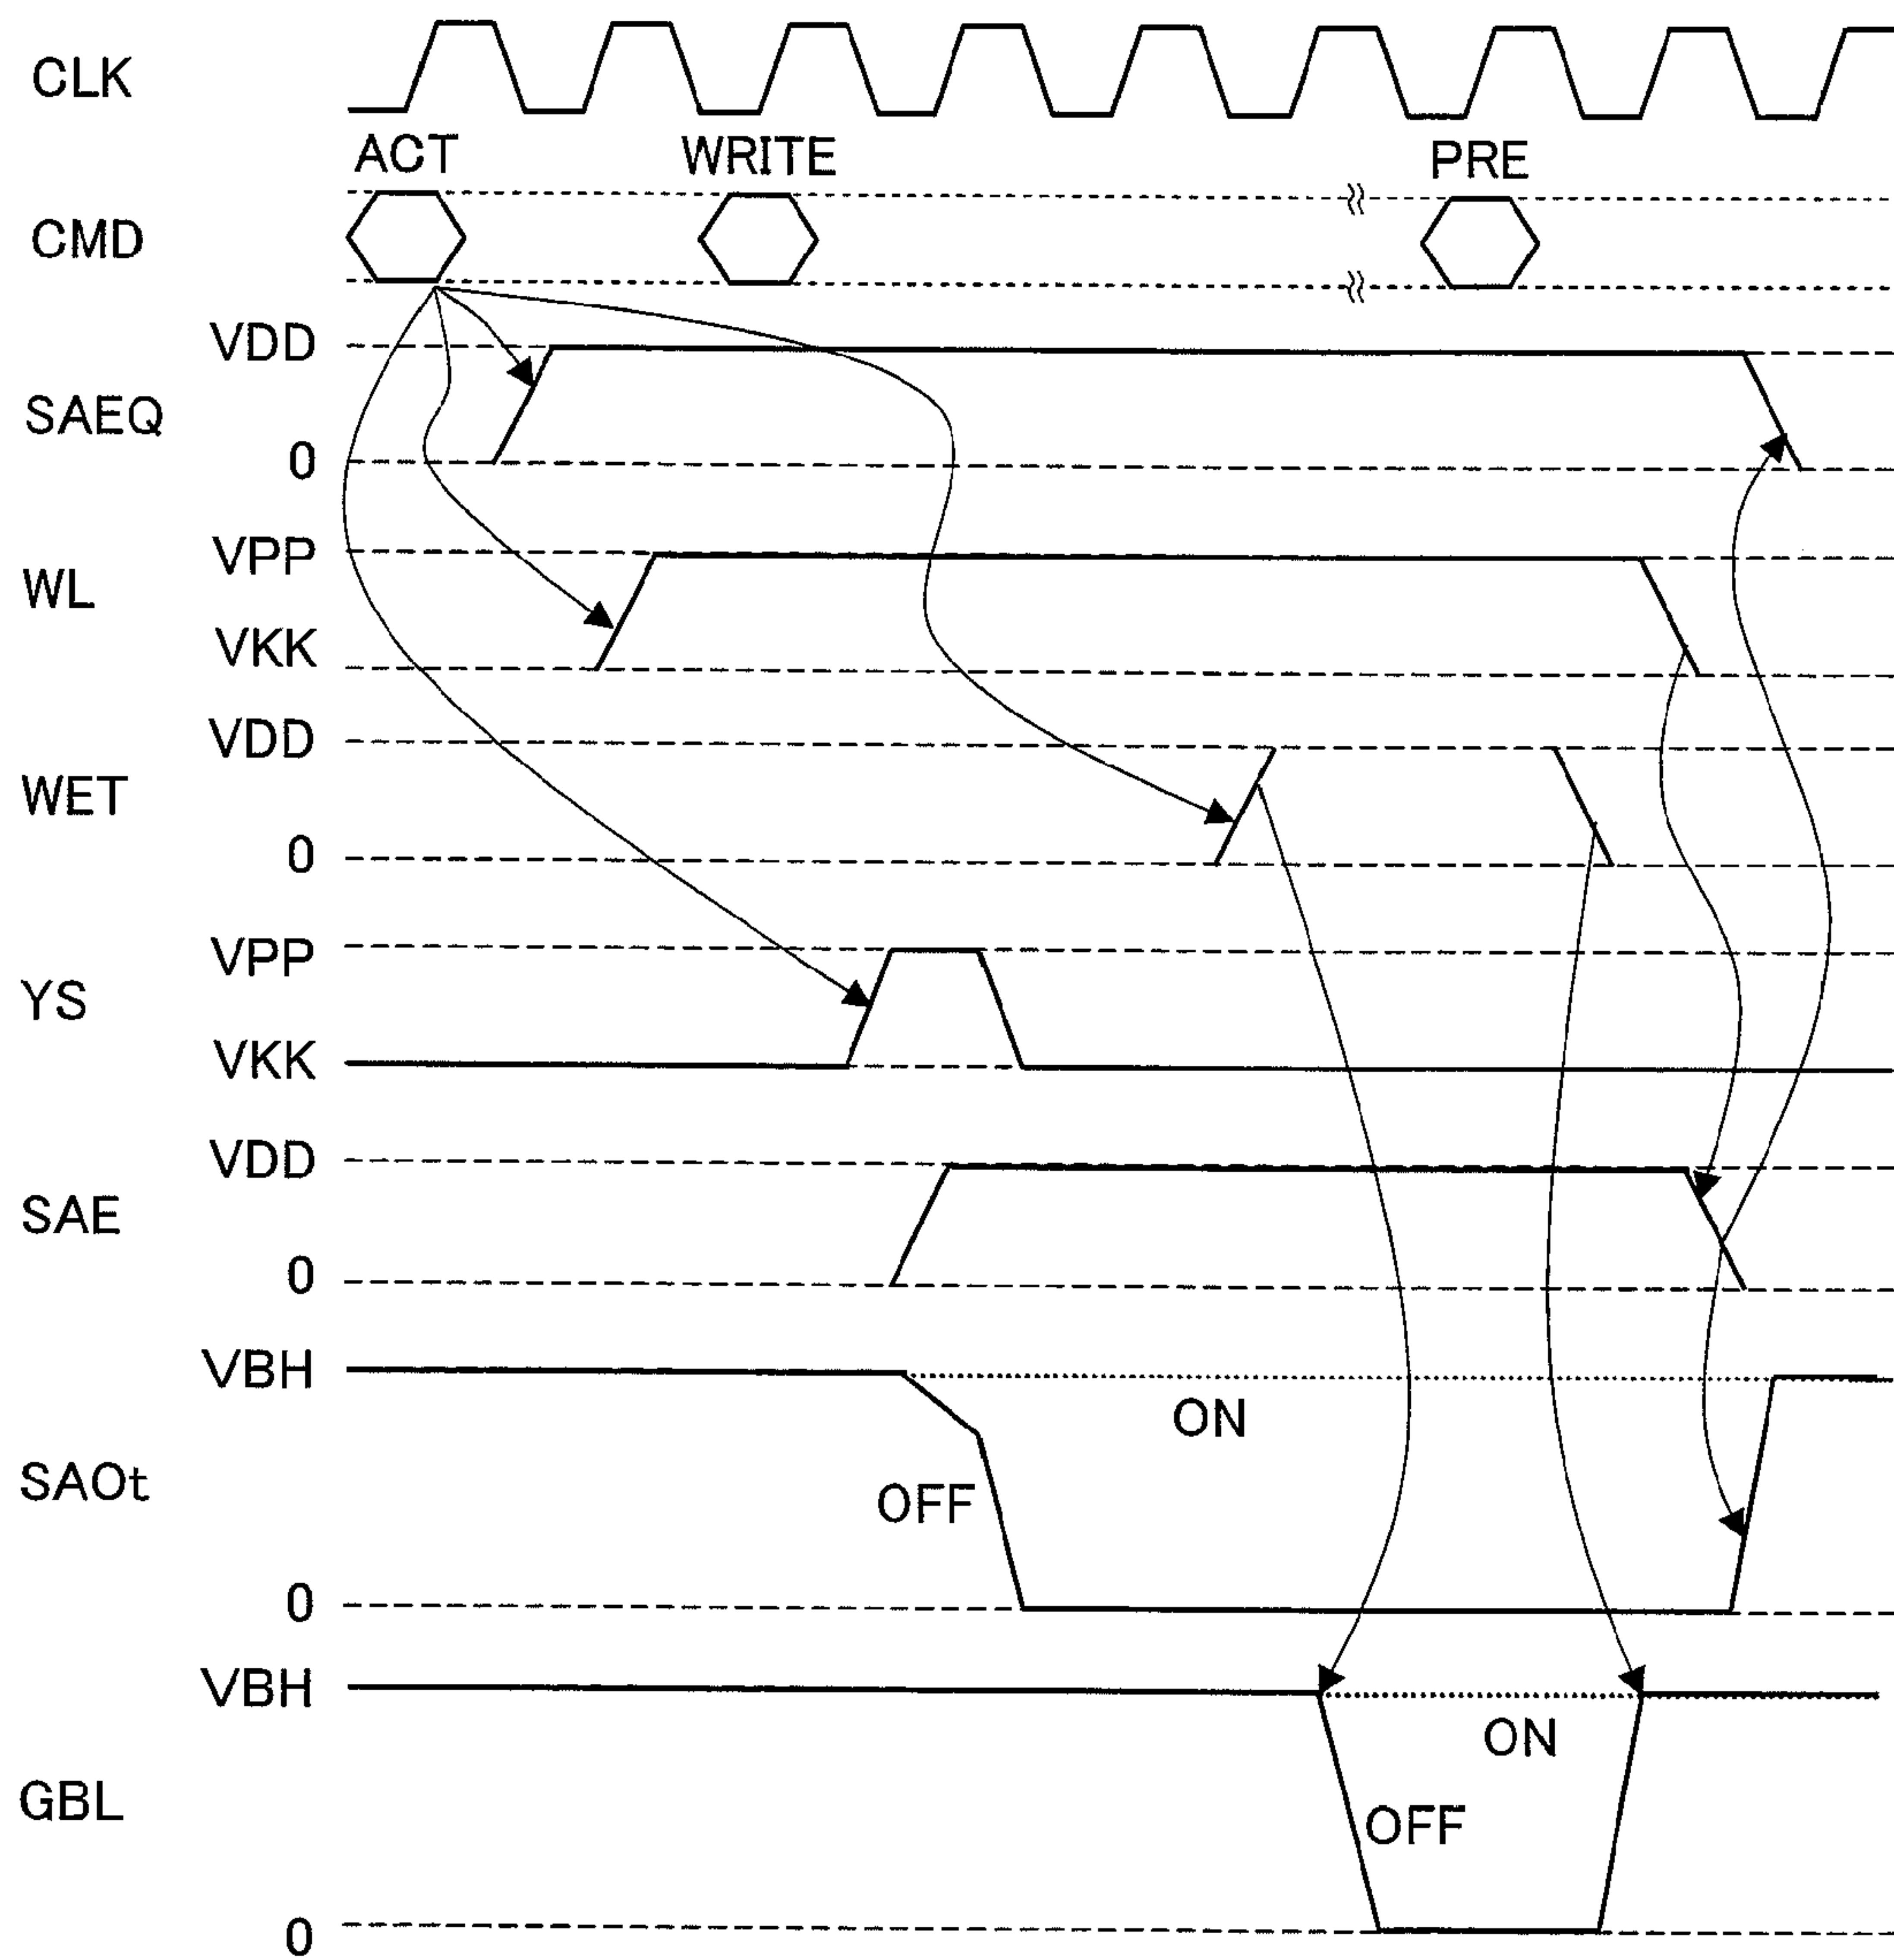 CLK
ACT WRITE PRE
CMD
VDD
SAEQ
0
VPP
WL
VKK
VDD
WET
0
VPP
YS
VKK
VDD
SAE
0
VBH
ON
SAOt
OFF
0
VBH
ON
GBL
OFF
0